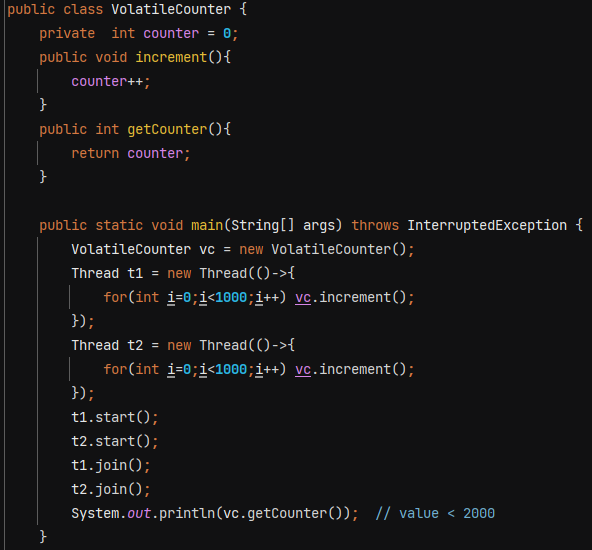 public class VolatileCounter {
    private  int counter = 0;
    public void increment(){
        counter++;
    }
    public int getCounter(){
        return counter;
    }

    public static void main(String[] args) throws InterruptedException {
        VolatileCounter vc = new VolatileCounter();
        Thread t1 = new Thread(()->{
            for(int i=0;i<1000;i++) vc.increment();
        });
        Thread t2 = new Thread(()->{
            for(int i=0;i<1000;i++) vc.increment();
        });
        t1.start();
        t2.start();
        t1.join();
        t2.join();
        System.out.println(vc.getCounter());  // value < 2000
    }